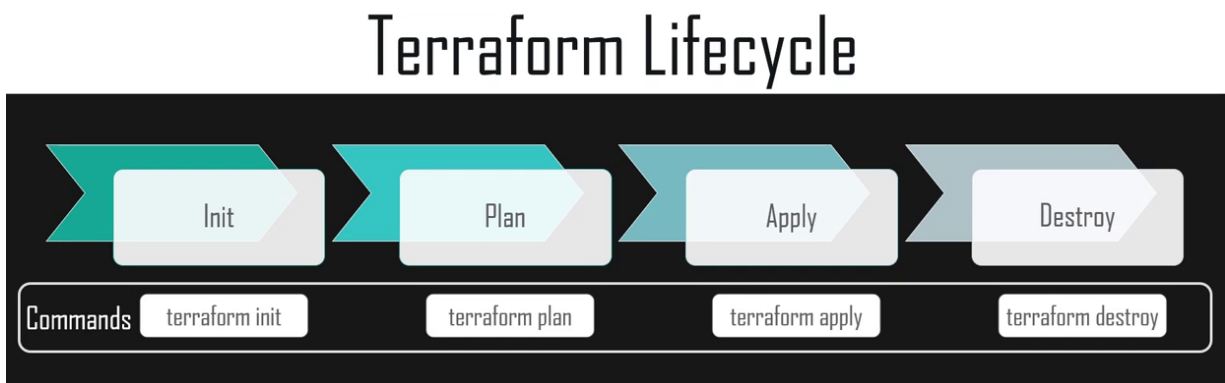 Terraform Lifecycle
Init
Plan
Apply
Destroy
Commands
terraform init
terraform plan
terraform apply
terraform destroy